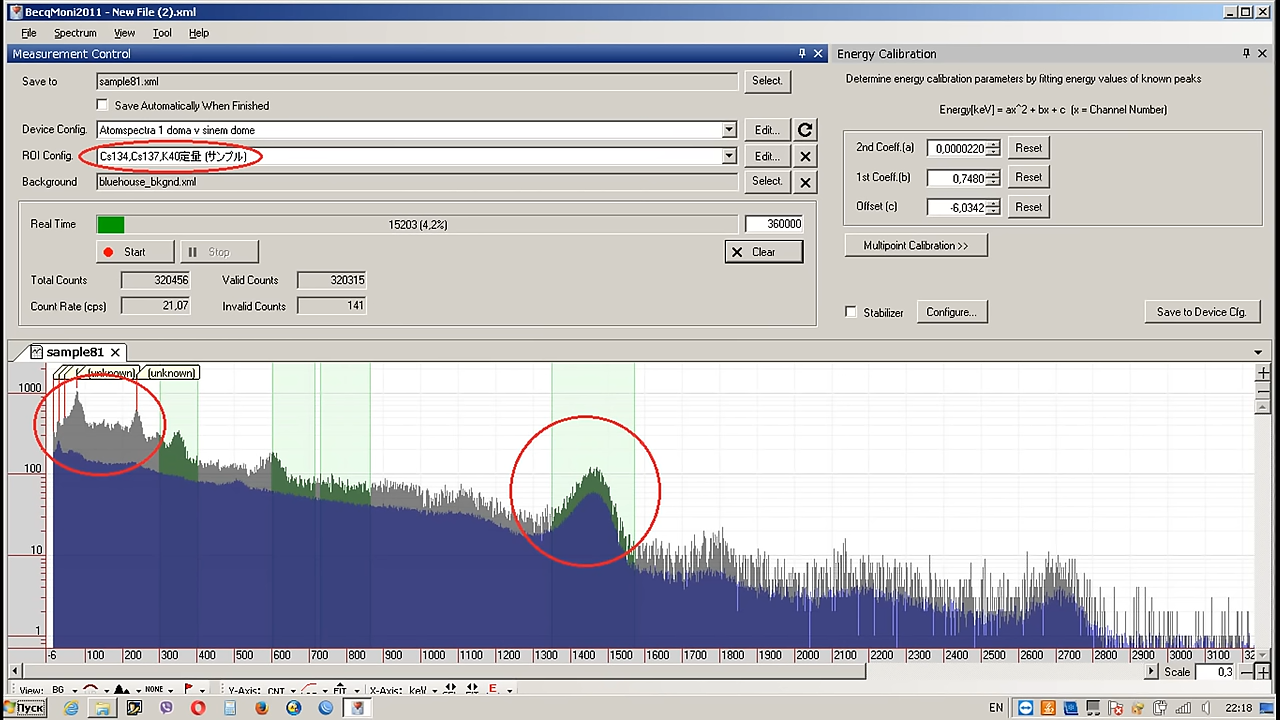 BecqMoni2011 - New File (2).xml
File Spectrum View Tool Help
Measurement Control
Save to sample81.xml Select.
Save Automatically When Finished
Device Config. Atomspectra 1 doma v sinem dome Edit...
ROI Config. Cs134,Cs137,K40定量 (サンプル) Edit...
Background bluehouse_bkgnd.xml Select.
Real Time 15203 (4,2%) 360000
Start Stop Clear
Total Counts 320456 Valid Counts 320315
Count Rate (cps) 21,07 Invalid Counts 141
Energy Calibration
Determine energy calibration parameters by fitting energy values of known peaks
Energy[keV] = ax^2 + bx + c (x = Channel Number)
2nd Coeff.(a) 0,0000220 Reset
1st Coeff.(b) 0,7480 Reset
Offset (c) -6,0342 Reset
Multipoint Calibration >>
Stabilizer Configure... Save to Device Cfg.
sample81
(unknown) (unknown)
1000
100
10
1
-6 100 200 300 400 500 600 700 800 900 1000 1100 1200 1300 1400 1500 1600 1700 1800 1900 2000 2100 2200 2300 2400 2500 2600 2700 2800 2900 3000 3100 32
Scale 0,3
View: BG NONE Y-Axis: CNT FIT X-Axis: keV E
Пуск EN 22:18